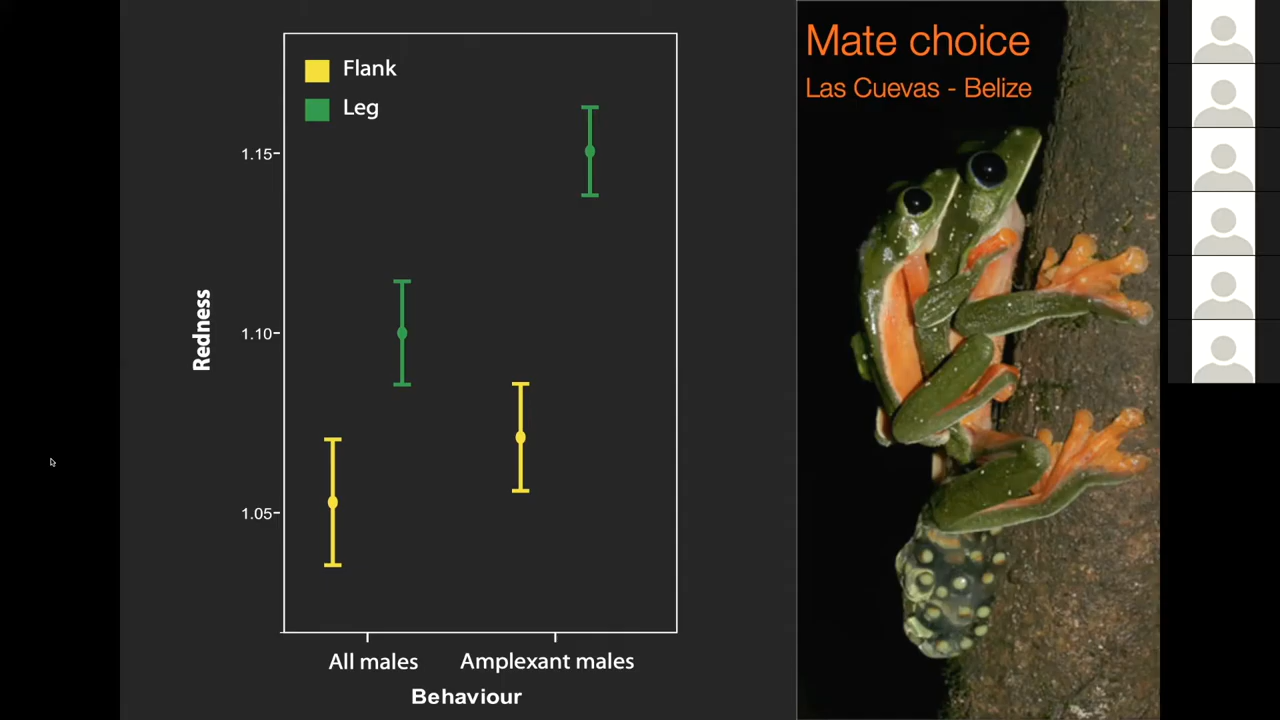 Flank
Leg
1.15
1.10
1.05
Redness
All males
Amplexant males
Behaviour
Mate choice
Las Cuevas - Belize